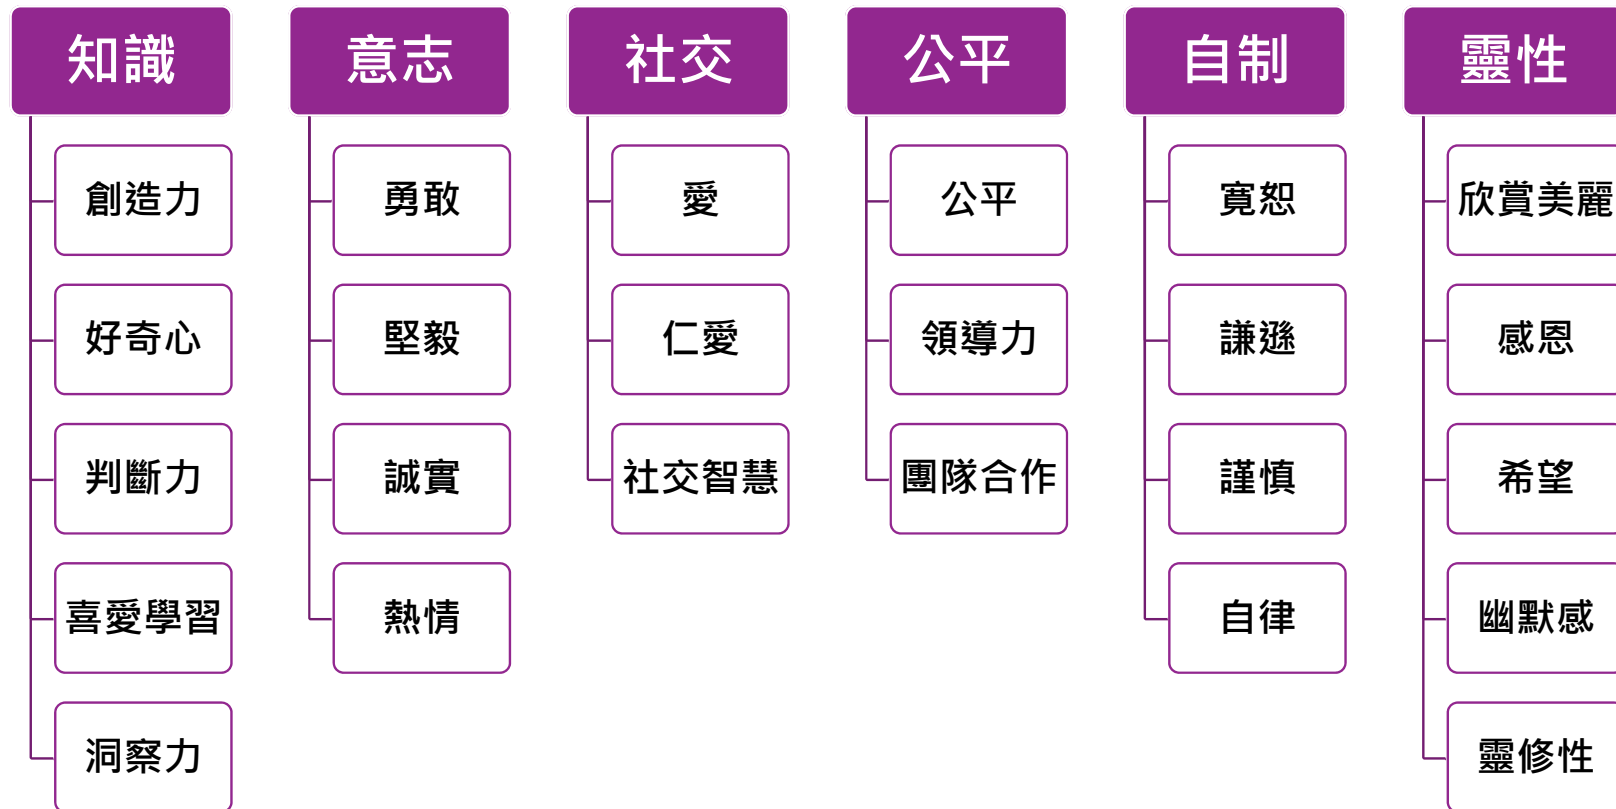 知識
創造力
好奇心
判斷力
喜愛學習
洞察力
意志
勇敢
堅毅
誠實
熱情
社交
愛
仁愛
社交智慧
公平
公平
領導力
團隊合作
自制
寬恕
謙遜
謹慎
自律
靈性
欣賞美麗
感恩
希望
幽默感
靈修性